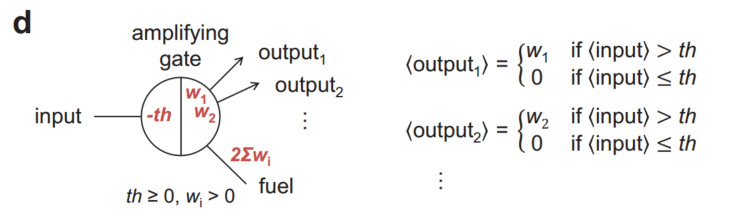 d
amplifying
gate
output₁
output₂
⋮
input
-th
w₁
w₂
2Σwᵢ
fuel
th ≥ 0, wᵢ > 0
⟨output₁⟩ = { w₁ if ⟨input⟩ > th
0 if ⟨input⟩ ≤ th
⟨output₂⟩ = { w₂ if ⟨input⟩ > th
0 if ⟨input⟩ ≤ th
⋮